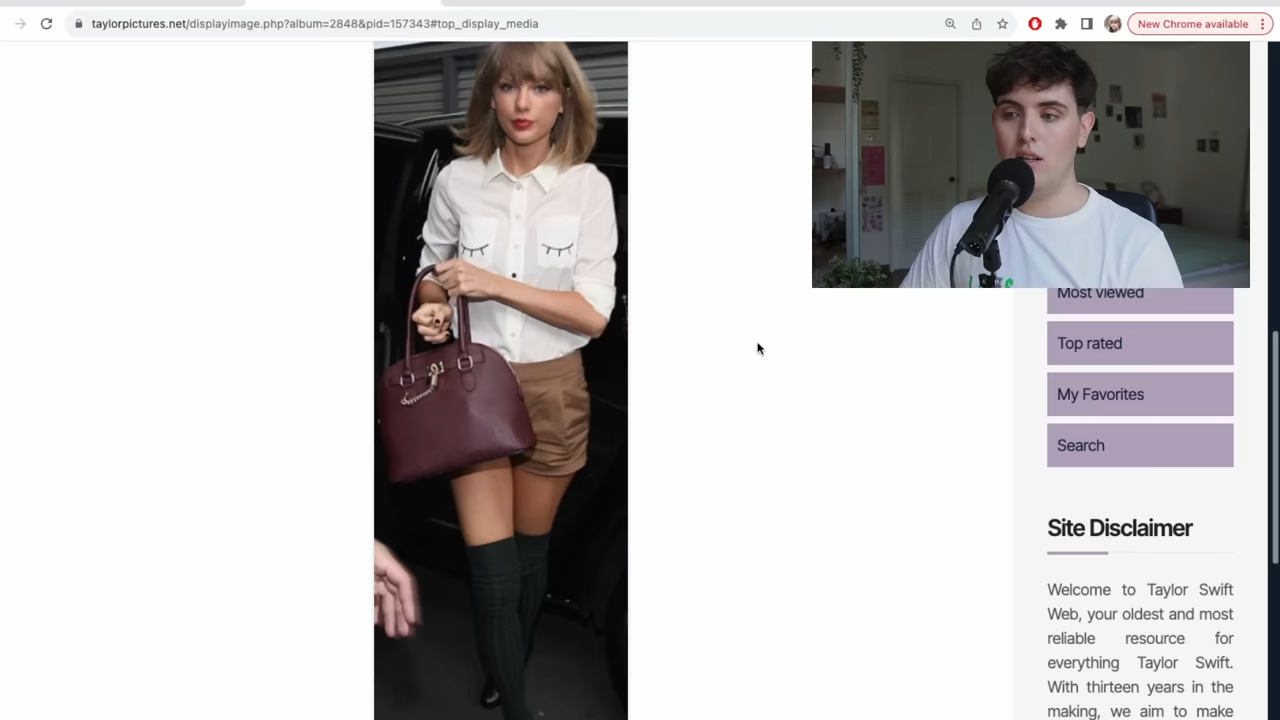 taylorpictures.net/displayimage.php?album=2848&pid=157343#top_display_media
New Chrome available
Most viewed
Top rated
My Favorites
Search
Site Disclaimer
Welcome to Taylor Swift
Web, your oldest and most
reliable resource for
everything Taylor Swift.
With thirteen years in the
making, we aim to make